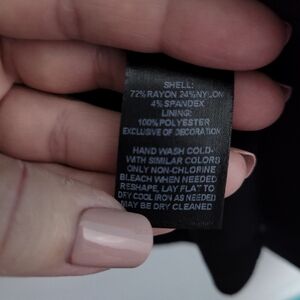 SHELL:
72% RAYON 24% NYLON
4% SPANDEX
LINING:
100% POLYESTER
EXCLUSIVE OF DECORATION
HAND WASH COLD-
WITH SIMILAR COLORS
ONLY NON-CHLORINE
BLEACH WHEN NEEDED
RESHAPE, LAY FLAT TO
DRY COOL IRON AS NEEDED
MAY BE DRY CLEANED